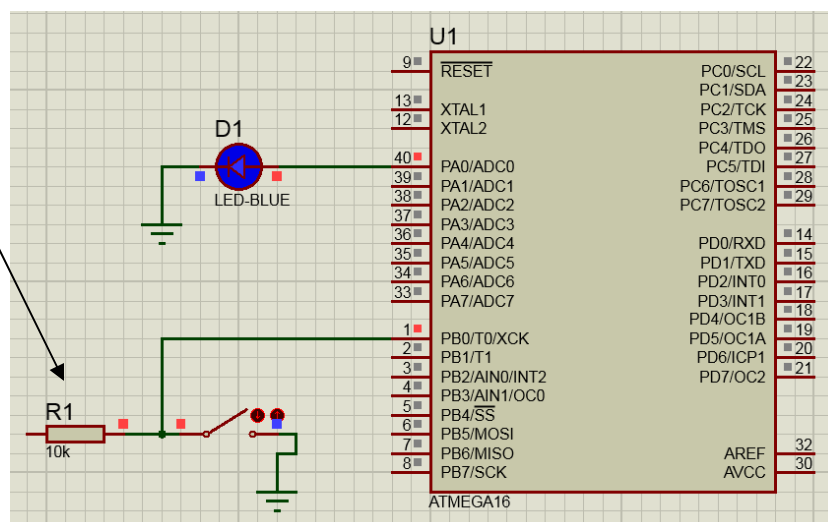 U1
9
RESET
13
XTAL1
12
XTAL2
D1
LED-BLUE
40
PA0/ADC0
39
PA1/ADC1
38
PA2/ADC2
37
PA3/ADC3
36
PA4/ADC4
35
PA5/ADC5
34
PA6/ADC6
33
PA7/ADC7
1
PB0/T0/XCK
2
PB1/T1
3
PB2/AIN0/INT2
4
PB3/AIN1/OC0
5
PB4/SS
6
PB5/MOSI
7
PB6/MISO
8
PB7/SCK
PC0/SCL
22
PC1/SDA
23
PC2/TCK
24
PC3/TMS
25
PC4/TDO
26
PC5/TDI
27
PC6/TOSC1
28
PC7/TOSC2
29
PD0/RXD
14
PD1/TXD
15
PD2/INT0
16
PD3/INT1
17
PD4/OC1B
18
PD5/OC1A
19
PD6/ICP1
20
PD7/OC2
21
AREF
32
AVCC
30
ATMEGA16
R1
10k